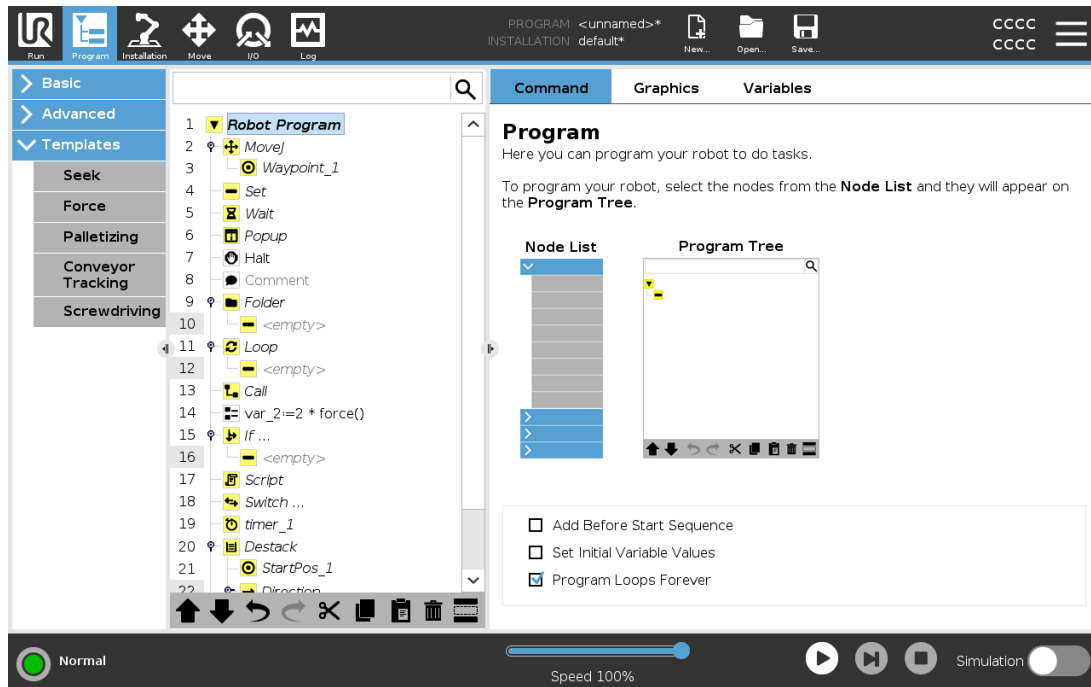 PROGRAM <unnamed>*
INSTALLATION default*
Run
Program
Installation
Move
I/O
Log
New...
Open...
Save...
CCCC
CCCC
Basic
Advanced
Templates
Seek
Force
Palletizing
Conveyor
Tracking
Screwdriving
1 Robot Program
2 MoveJ
3 Waypoint_1
4 Set
5 Wait
6 Popup
7 Halt
8 Comment
9 Folder
10 <empty>
11 Loop
12 <empty>
13 Call
14 var_2:=2 * force()
15 If ...
16 <empty>
17 Script
18 Switch ...
19 timer_1
20 Destack
21 StartPos_1
22 Direction
Command
Graphics
Variables
Program
Here you can program your robot to do tasks.
To program your robot, select the nodes from the Node List and they will appear on
the Program Tree.
Node List
Program Tree
Add Before Start Sequence
Set Initial Variable Values
Program Loops Forever
Normal
Speed 100%
Simulation